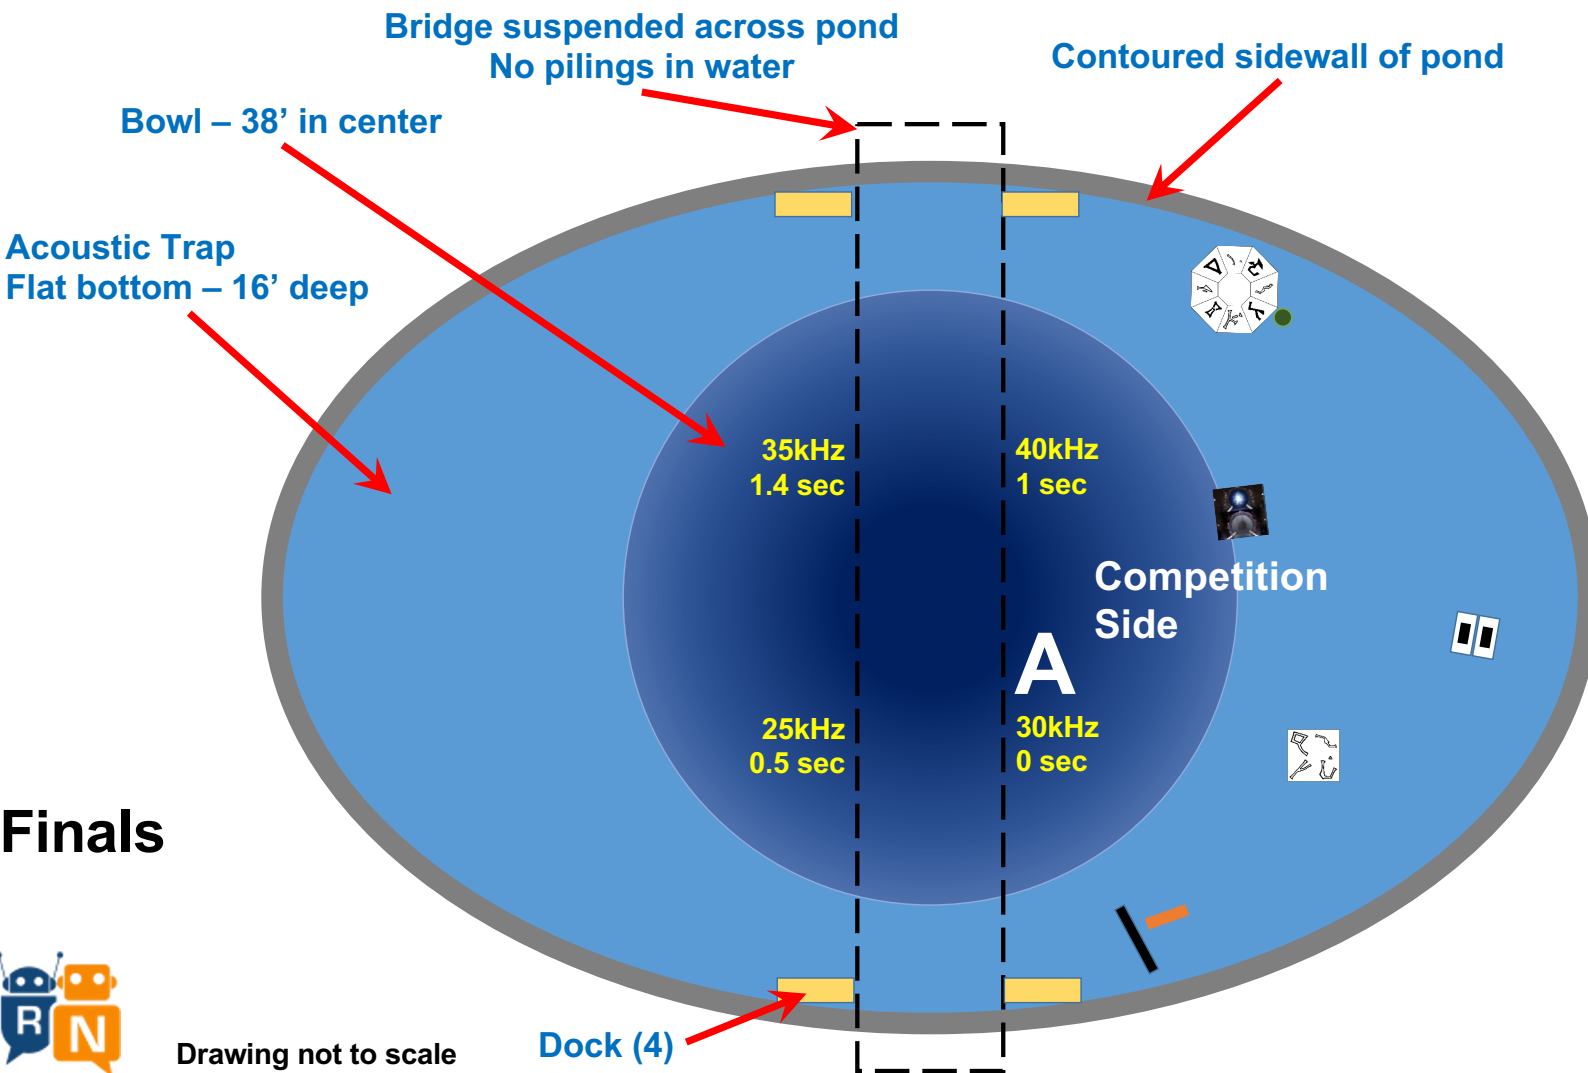 Bridge suspended across pond
No pilings in water
Contoured sidewall of pond
Bowl – 38’ in center
Acoustic Trap
Flat bottom – 16’ deep
35kHz
1.4 sec
40kHz
1 sec
Competition
Side
A
25kHz
0.5 sec
30kHz
0 sec
Finals
R N
Drawing not to scale
Dock (4)